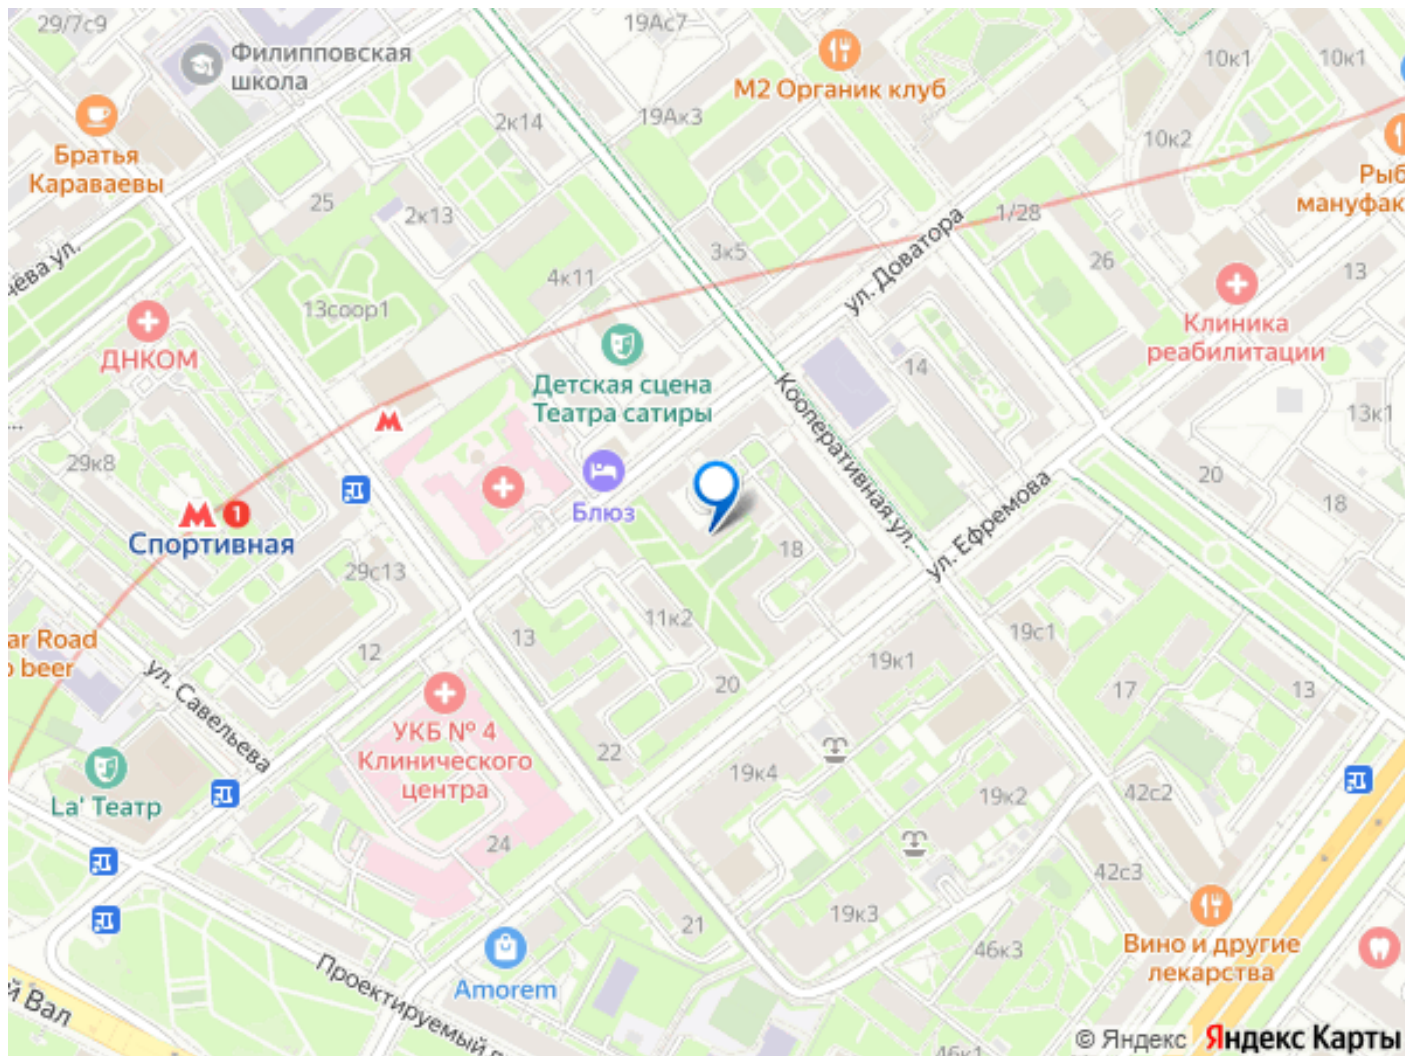 29/7с9
19Ас7
Филипповская
школа
М2 Органик клуб
10к1
10к1
2к14
19Ак3
10к2
Братья
Караваевы
Рыб
мануфак
25
2к13
1/28
ул. Доватора
3к5
26
13
чёва ул.
4к11
13соор1
Клиника
реабилитации
ДНКОМ
Детская сцена
Театра сатиры
14
Кооперативная ул.
13к1
...
29к8
М
20
18
Блюз
М 1
Спортивная
18
ул. Ефремова
29с13
11к2
13
12
19с1
19к1
ar Road
beer
ул. Савельева
20
17
13
УКБ № 4
Клинического
центра
22
19к4
19к2
42с2
La' Театр
24
42с3
19к3
21
46к3
Вино и другие
лекарства
Amorem
Проектируемый п
й Вал
46к1
© Яндекс Яндекс Карты